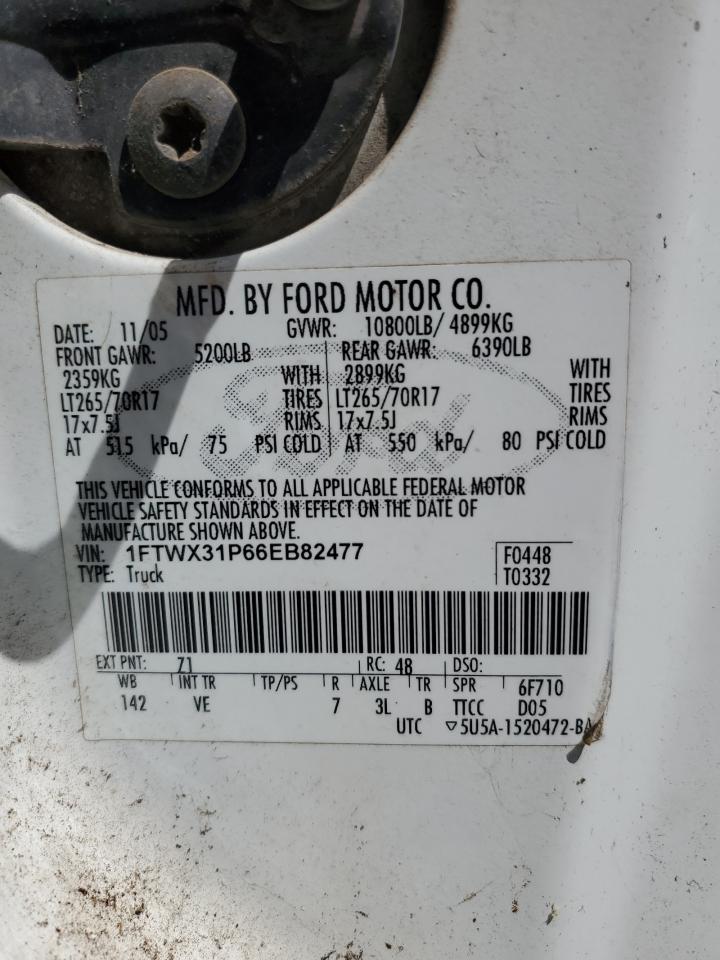 MFD. BY FORD MOTOR CO.
DATE: 11/05 GVWR: 10800LB/ 4899KG
FRONT GAWR: 5200LB REAR GAWR: 6390LB
2359KG WITH 2899KG WITH
LT265/70R17 TIRES LT265/70R17 TIRES
17x7.5J RIMS 17x7.5J RIMS
AT 515 kPa/ 75 PSI COLD AT 550 kPa/ 80 PSI COLD
Ford
THIS VEHICLE CONFORMS TO ALL APPLICABLE FEDERAL MOTOR
VEHICLE SAFETY STANDARDS IN EFFECT ON THE DATE OF
MANUFACTURE SHOWN ABOVE.
VIN: 1FTWX31P66EB82477 F0448
TYPE: Truck T0332
EXT PNT: Z1 RC: 48 DSO:
WB INT TR TP/PS R AXLE TR SPR 6F710
142 VE 7 3L B TTCC D05
UTC ▽5U5A-1520472-BA